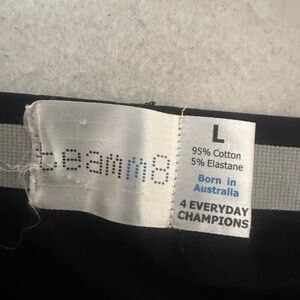 teamm8
L
95% Cotton
5% Elastane
Born in
Australia
4 EVERYDAY
CHAMPIONS